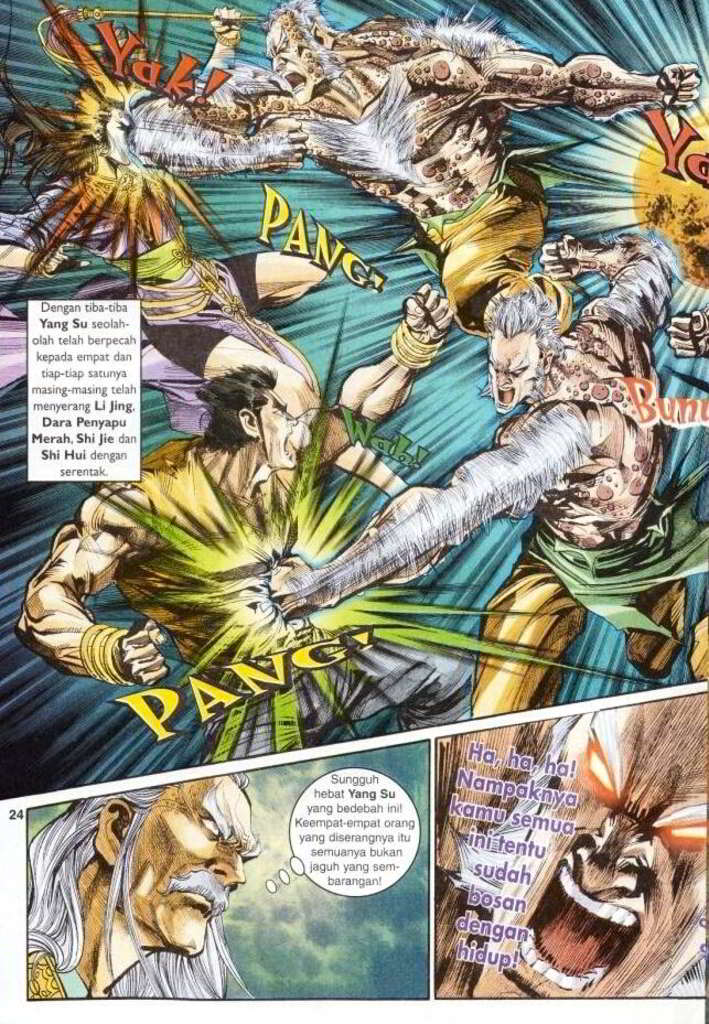 Yak!
Ya
PANG!
Dengan tiba-tiba
Yang Su seolah-
olah telah berpecah
kepada empat dan
tiap-tiap satunya
masing-masing telah
menyerang Li Jing,
Dara Penyapu
Merah, Shi Jie dan
Shi Hui dengan
serentak.
Wah!
PANG!
24
Sungguh
hebat Yang Su
yang bedebah ini!
Keempat-empat orang
yang diserangnya itu
semuanya bukan
jaguh yang sem-
barangan!
Ha, ha, ha!
Nampaknya
kamu semua
ini tentu
sudah
bosan
dengan
hidup!